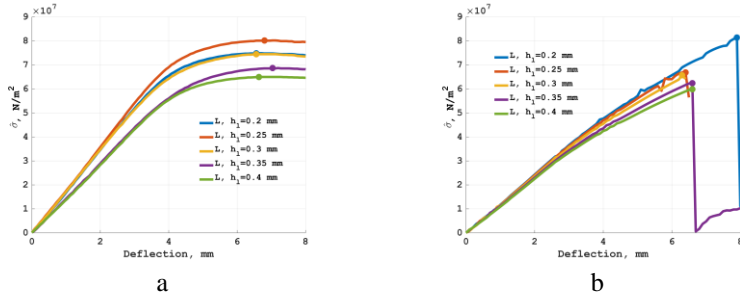 9 ×10⁷
8
7
6
5
4
3
2
1
0
σ̂, N/m²
0 2 4 6 8
Deflection, mm
L, h₁=0.2 mm
L, h₁=0.25 mm
L, h₁=0.3 mm
L, h₁=0.35 mm
L, h₁=0.4 mm
a
9 ×10⁷
8
7
6
5
4
3
2
1
0
σ̂, N/m²
0 2 4 6 8
Deflection, mm
L, h₁=0.2 mm
L, h₁=0.25 mm
L, h₁=0.3 mm
L, h₁=0.35 mm
L, h₁=0.4 mm
b